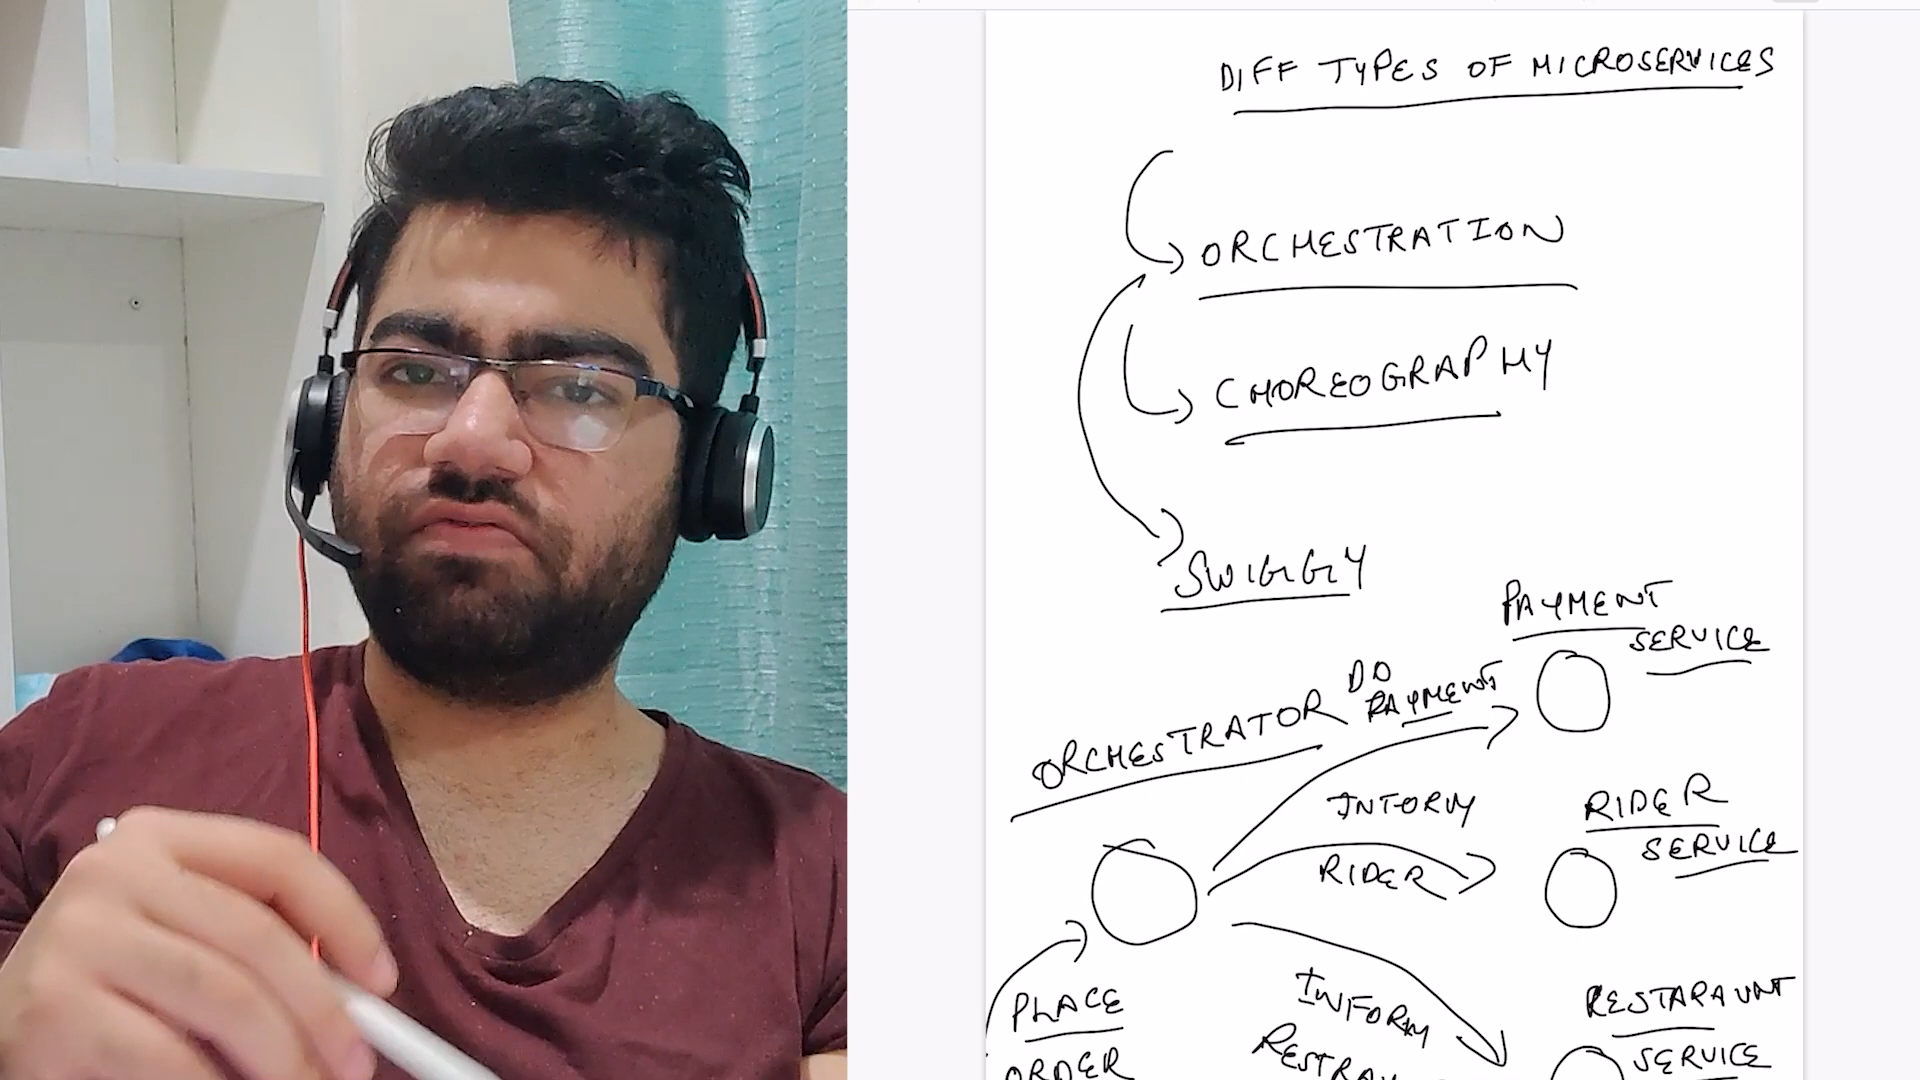 DIFF TYPES OF MICROSERVICES
ORCHESTRATION
CHOREOGRAPHY
SWIGGY
PAYMENT
SERVICE
DO
PAYMENT
ORCHESTRATOR
INFORM
RIDER
RIDER
SERVICE
PLACE
ORDER
INFORM
RESTARAUNT
SERVICE